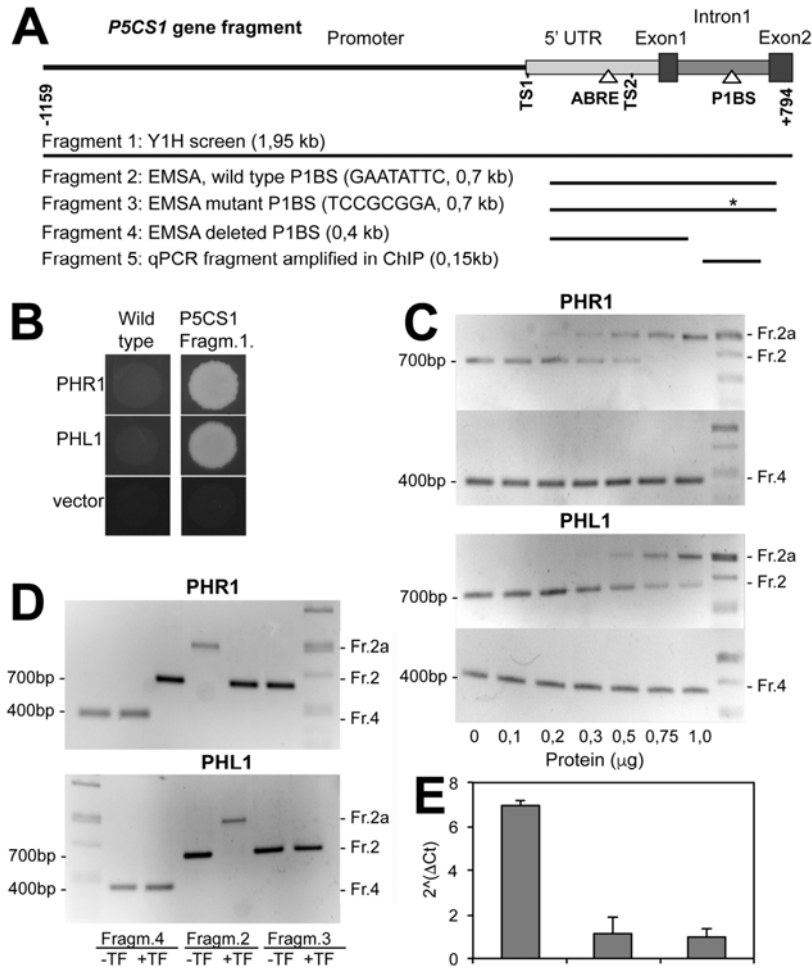 A
P5CS1 gene fragment
Promoter
5' UTR
Exon1
Intron1
Exon2
-1159
TS1-
ABRE
TS2-
P1BS
+794
Fragment 1: Y1H screen (1,95 kb)
Fragment 2: EMSA, wild type P1BS (GAATATTC, 0,7 kb)
Fragment 3: EMSA mutant P1BS (TCCGCGGA, 0,7 kb)
*
Fragment 4: EMSA deleted P1BS (0,4 kb)
Fragment 5: qPCR fragment amplified in ChIP (0,15kb)
B
Wild type
P5CS1 Fragm.1.
PHR1
PHL1
vector
C
PHR1
Fr.2a
700bp -
Fr.2
400bp -
Fr.4
PHL1
Fr.2a
700bp -
Fr.2
400bp -
Fr.4
0 0,1 0,2 0,3 0,5 0,75 1,0
Protein (µg)
D
PHR1
Fr.2a
700bp -
Fr.2
400bp -
Fr.4
PHL1
Fr.2a
700bp -
Fr.2
400bp -
Fr.4
Fragm.4 Fragm.2 Fragm.3
-TF +TF -TF +TF -TF +TF
E
8
6
4
2
0
2^(ΔCt)